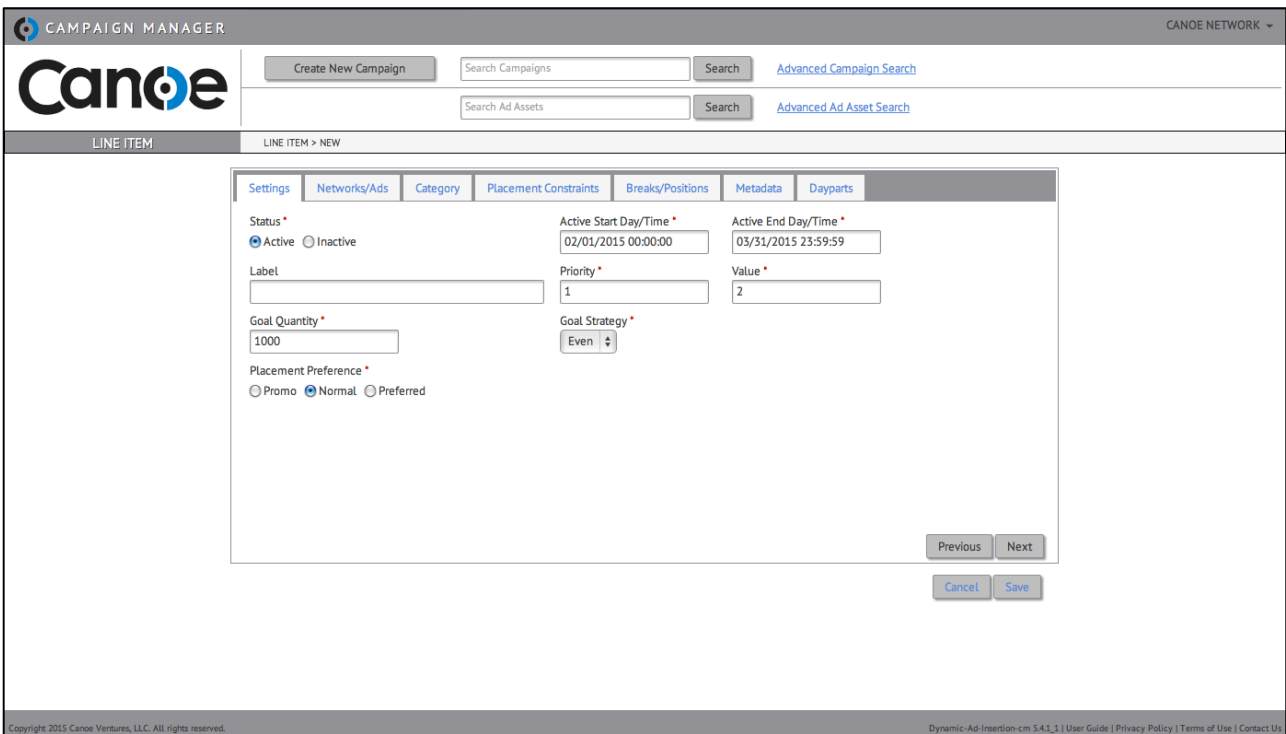 CAMPAIGN MANAGER
CANOE NETWORK
Canoe
Create New Campaign
Search Campaigns
Search
Advanced Campaign Search
Search Ad Assets
Search
Advanced Ad Asset Search
LINE ITEM
LINE ITEM > NEW
Settings
Networks/Ads
Category
Placement Constraints
Breaks/Positions
Metadata
Dayparts
Status *
Active Start Day/Time *
Active End Day/Time *
Active
Inactive
02/01/2015 00:00:00
03/31/2015 23:59:59
Label
Priority *
Value *
1
2
Goal Quantity *
Goal Strategy *
1000
Even
Placement Preference *
Promo
Normal
Preferred
Previous
Next
Cancel
Save
Copyright 2015 Canoe Ventures, LLC. All rights reserved.
Dynamic-Ad-Insertion-cm 5.4.1_1 | User Guide | Privacy Policy | Terms of Use | Contact Us